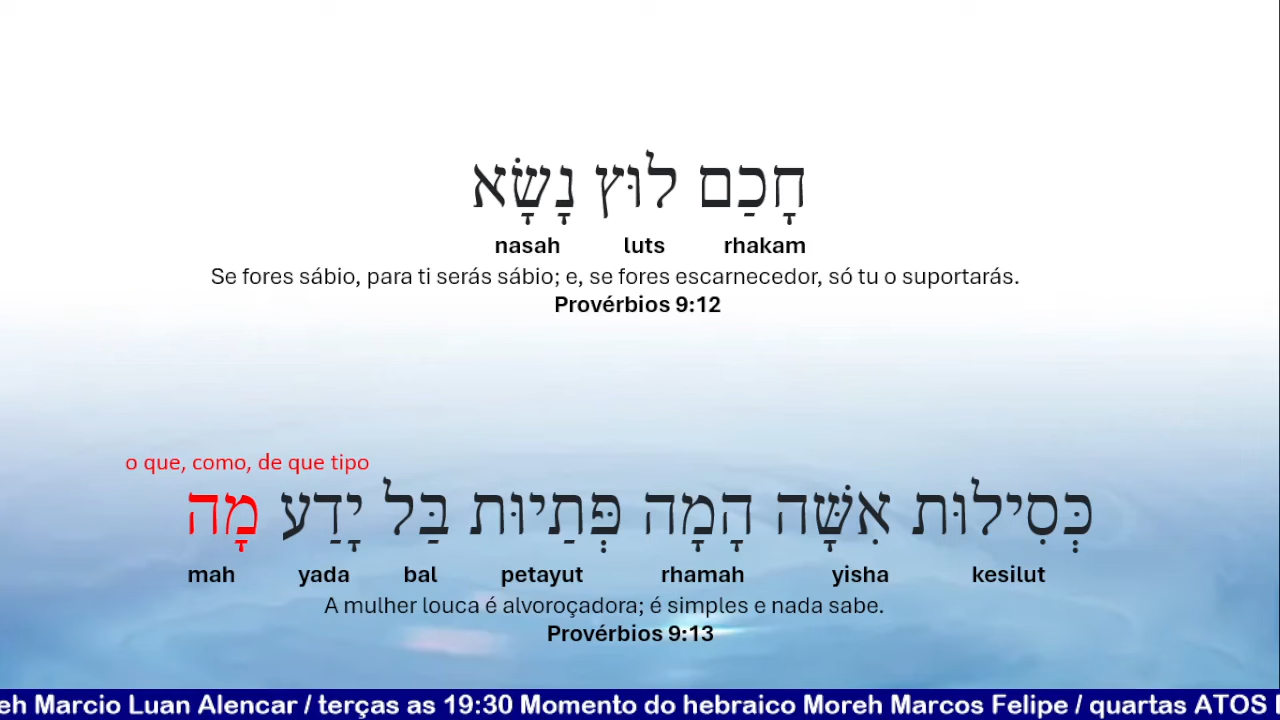 חָכַם לוּץ נָשָׂא
nasah luts rhakam
Se fores sábio, para ti serás sábio; e, se fores escarnecedor, só tu o suportarás.
Provérbios 9:12
o que, como, de que tipo
כְּסִילוּת אִשָּׁה הָמָה פְּתַיּוּת בַּל יָדַע מָה
mah yada bal petayut rhamah yisha kesilut
A mulher louca é alvoroçadora; é simples e nada sabe.
Provérbios 9:13
eh Marcio Luan Alencar / terças as 19:30 Momento do hebraico Moreh Marcos Felipe / quartas ATOS